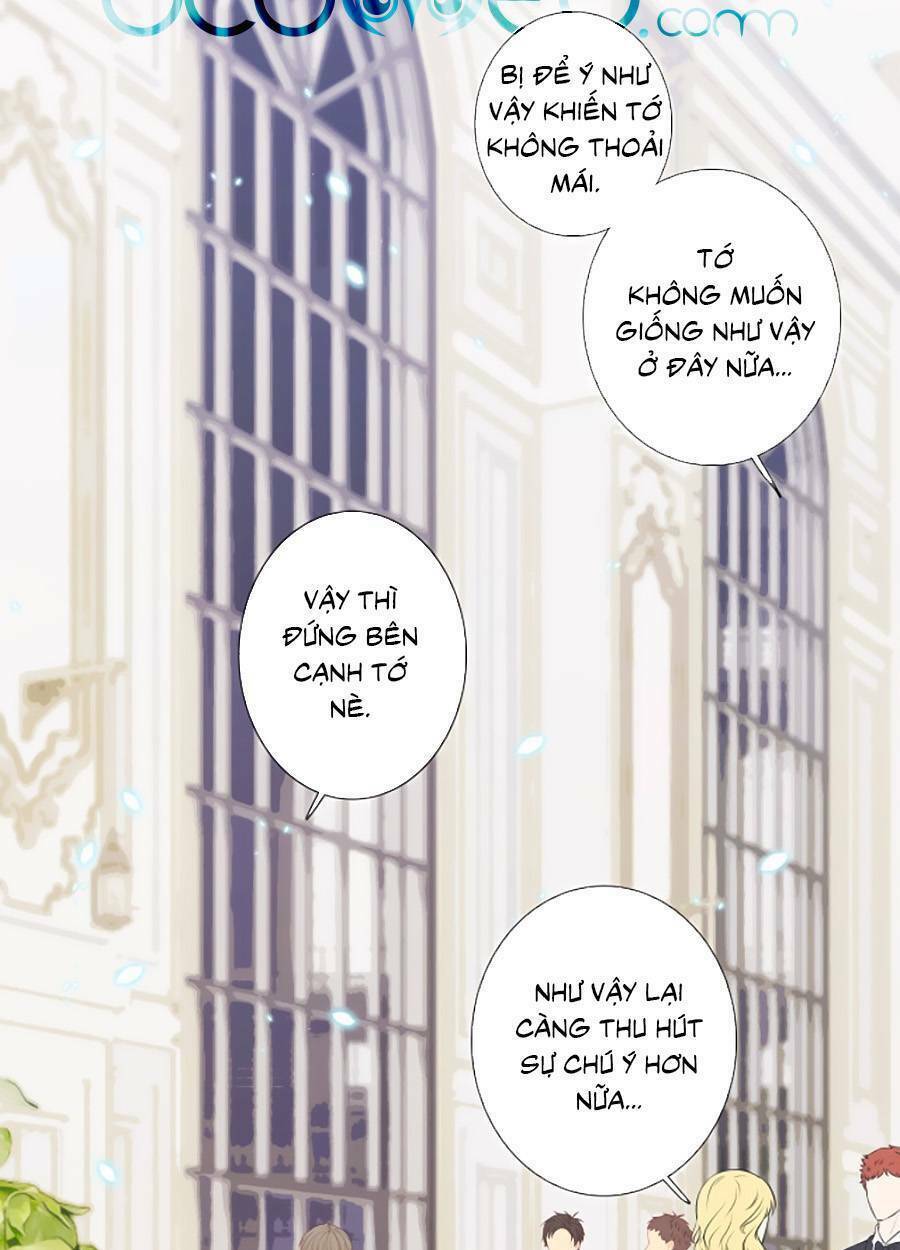 BỊ ĐỂ Ý NHƯ
VẬY KHIẾN TỚ
KHÔNG THOẢI
MÁI.
TỚ
KHÔNG MUỐN
GIỐNG NHƯ VẬY
Ở ĐÂY NỮA...
VẬY THÌ
ĐỨNG BÊN
CẠNH TỚ
NÈ.
NHƯ VẬY LẠI
CÀNG THU HÚT
SỰ CHÚ Ý HƠN
NỮA...